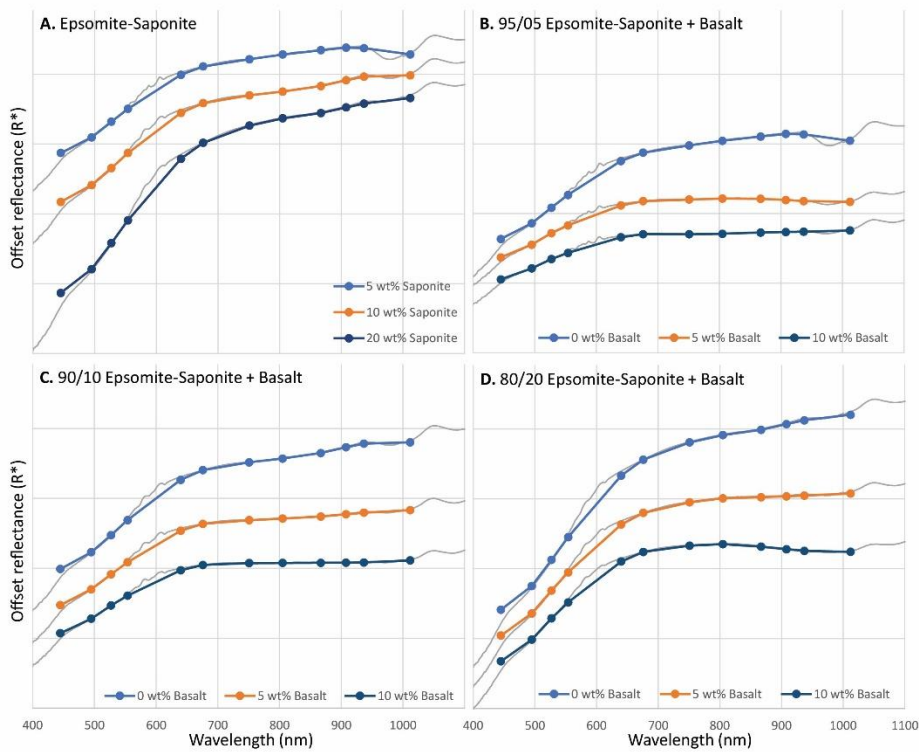 A. Epsomite-Saponite
B. 95/05 Epsomite-Saponite + Basalt
Offset reflectance (R*)
5 wt% Saponite
10 wt% Saponite
20 wt% Saponite
0 wt% Basalt 5 wt% Basalt 10 wt% Basalt
C. 90/10 Epsomite-Saponite + Basalt
D. 80/20 Epsomite-Saponite + Basalt
Offset reflectance (R*)
0 wt% Basalt 5 wt% Basalt 10 wt% Basalt
0 wt% Basalt 5 wt% Basalt 10 wt% Basalt
400 500 600 700 800 900 1000
400 500 600 700 800 900 1000 1100
Wavelength (nm)
Wavelength (nm)